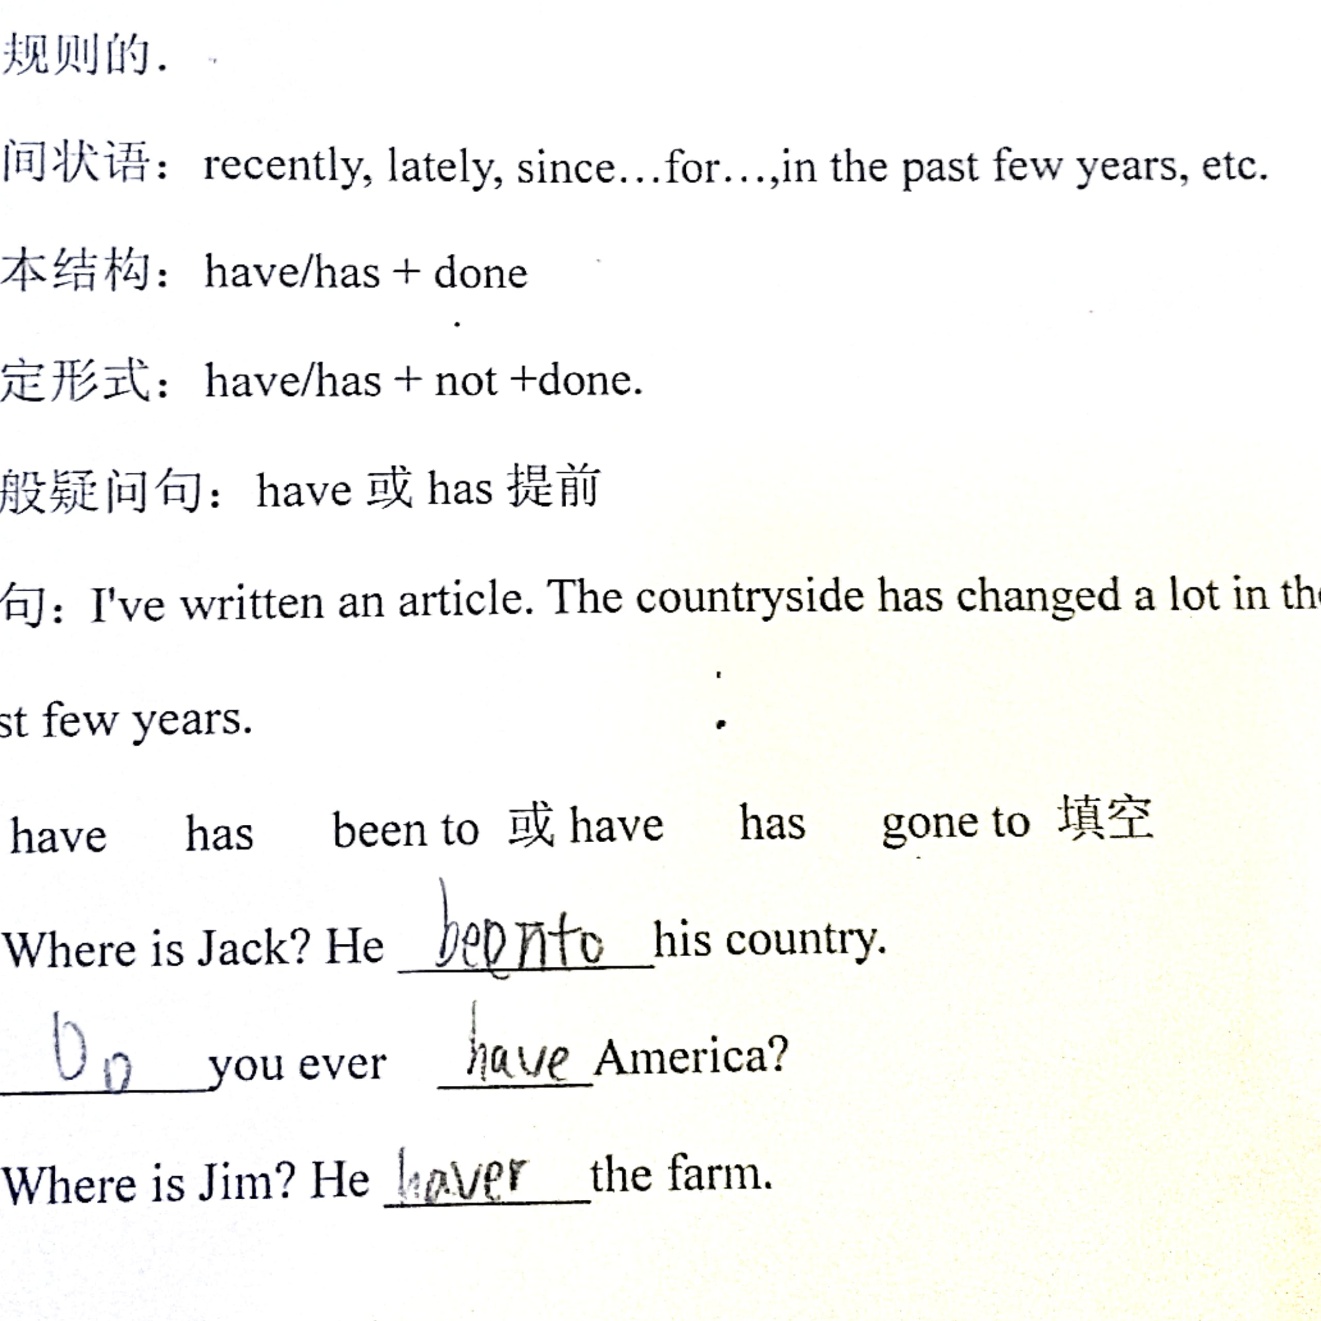 规则的.
间状语：recently, lately, since…for…,in the past few years, etc.
本结构：have/has + done
定形式：have/has + not +done.
般疑问句：have 或 has 提前
句：I've written an article. The countryside has changed a lot in the
st few years.
have has been to 或 have has gone to 填空
Where is Jack? He beento his country.
Do you ever have America?
Where is Jim? He haver the farm.